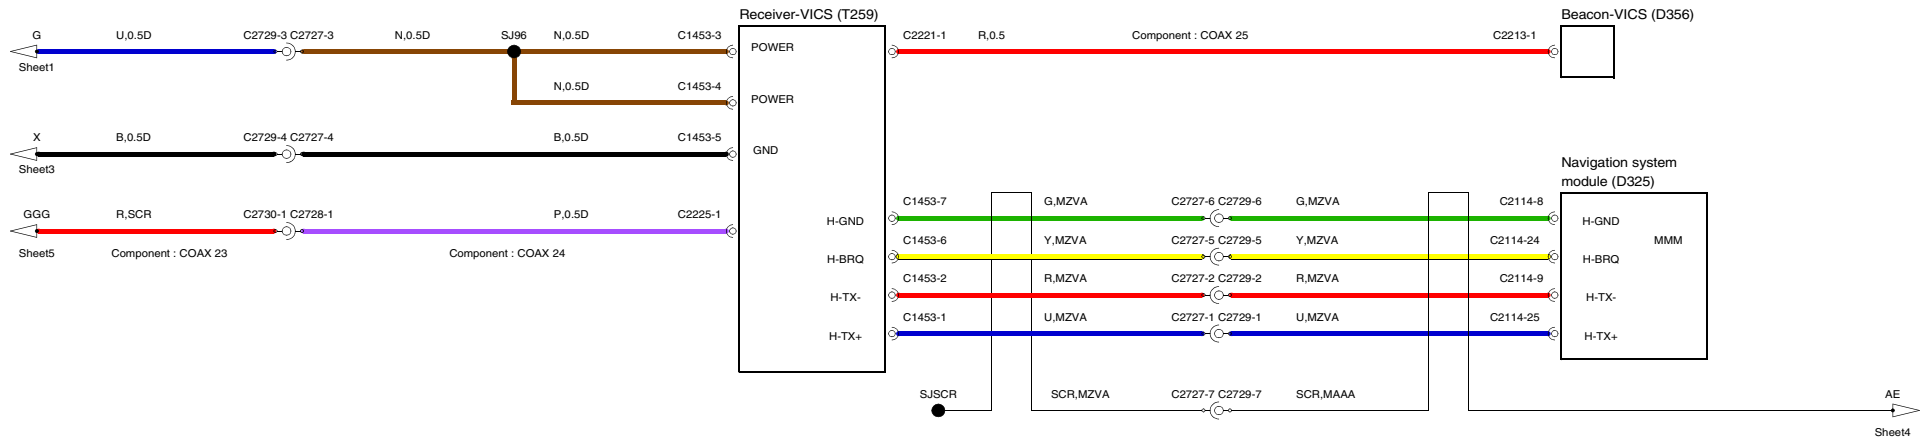 Receiver-VICS (T259)
Beacon-VICS (D356)
G
U,0.5D
C2729-3 C2727-3
N,0.5D
SJ96
N,0.5D
C1453-3
POWER
C2221-1
R,0.5
Component : COAX 25
C2213-1
Sheet1
N,0.5D
C1453-4
POWER
X
B,0.5D
C2729-4 C2727-4
B,0.5D
C1453-5
GND
Sheet3
Navigation system
module (D325)
GGG
R,SCR
C2730-1 C2728-1
P,0.5D
C2225-1
Sheet5
Component : COAX 23
Component : COAX 24
H-GND
C1453-7
G,MZVA
C2727-6 C2729-6
G,MZVA
C2114-8
H-GND
MMM
H-BRQ
C1453-6
Y,MZVA
C2727-5 C2729-5
Y,MZVA
C2114-24
H-BRQ
H-TX-
C1453-2
R,MZVA
C2727-2 C2729-2
R,MZVA
C2114-9
H-TX-
H-TX+
C1453-1
U,MZVA
C2727-1 C2729-1
U,MZVA
C2114-25
H-TX+
SJSCR
SCR,MZVA
C2727-7 C2729-7
SCR,MAAA
AE
Sheet4